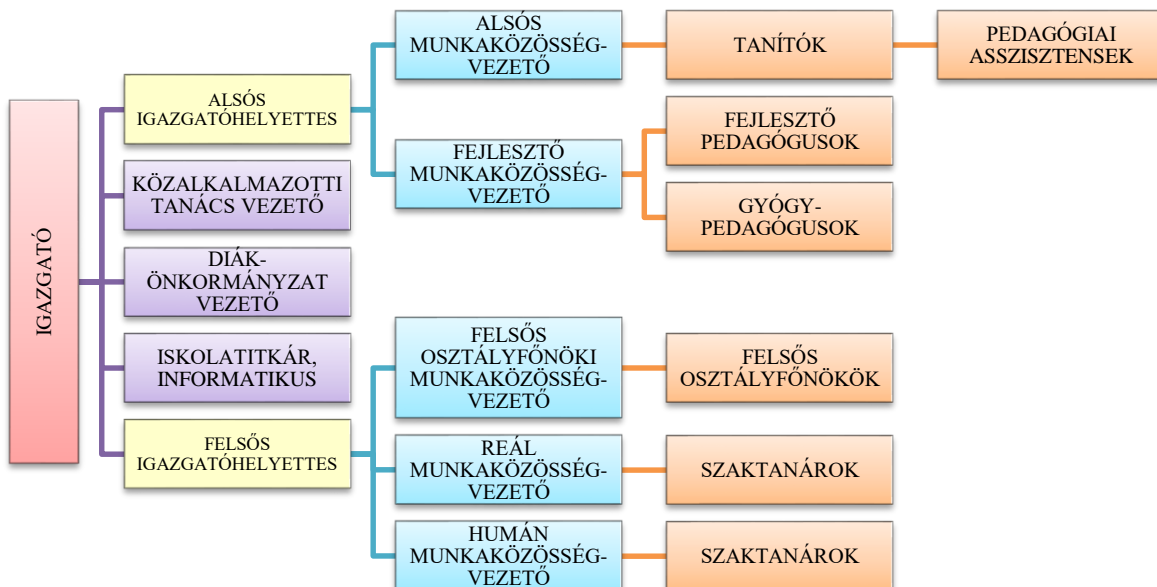 IGAZGATÓ
ALSÓS
IGAZGATÓHELYETTES
ALSÓS
MUNKAKÖZÖSSÉG-
VEZETŐ
TANÍTÓK
PEDAGÓGIAI
ASSZISZTENSEK
FEJLESZTŐ
MUNKAKÖZÖSSÉG-
VEZETŐ
FEJLESZTŐ
PEDAGÓGUSOK
GYÓGY-
PEDAGÓGUSOK
KÖZALKALMAZOTTI
TANÁCS VEZETŐ
DIÁK-
ÖNKORMÁNYZAT
VEZETŐ
ISKOLATITKÁR,
INFORMATIKUS
FELSŐS
IGAZGATÓHELYETTES
FELSŐS
OSZTÁLYFŐNÖKI
MUNKAKÖZÖSSÉG-
VEZETŐ
FELSŐS
OSZTÁLYFŐNÖKÖK
REÁL
MUNKAKÖZÖSSÉG-
VEZETŐ
SZAKTANÁROK
HUMÁN
MUNKAKÖZÖSSÉG-
VEZETŐ
SZAKTANÁROK